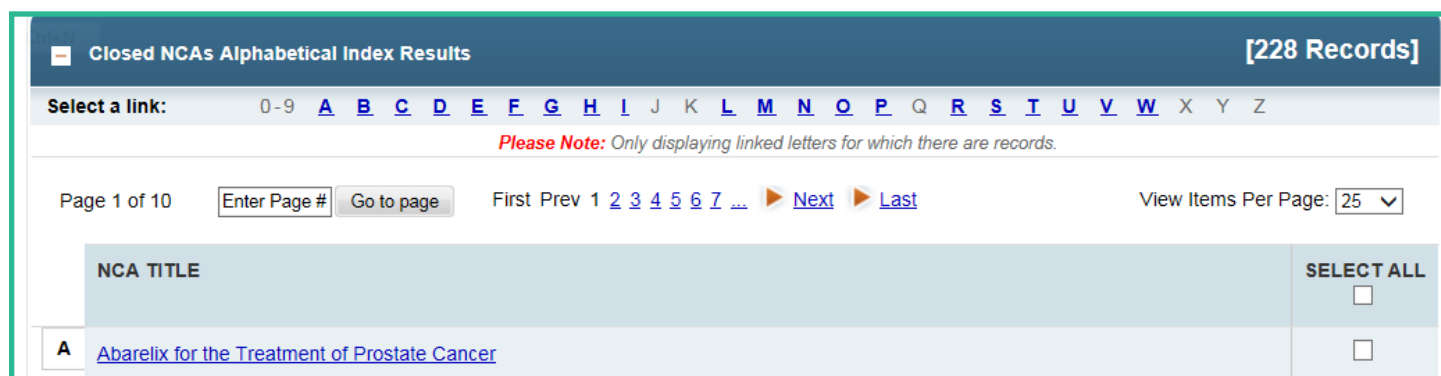 Closed NCAs Alphabetical Index Results [228 Records]
Select a link: 0-9 A B C D E F G H I J K L M N O P Q R S T U V W X Y Z
Please Note: Only displaying linked letters for which there are records.
Page 1 of 10 Enter Page # Go to page First Prev 1 2 3 4 5 6 7 ... Next Last View Items Per Page: 25
NCA TITLE SELECT ALL
A Abarelix for the Treatment of Prostate Cancer